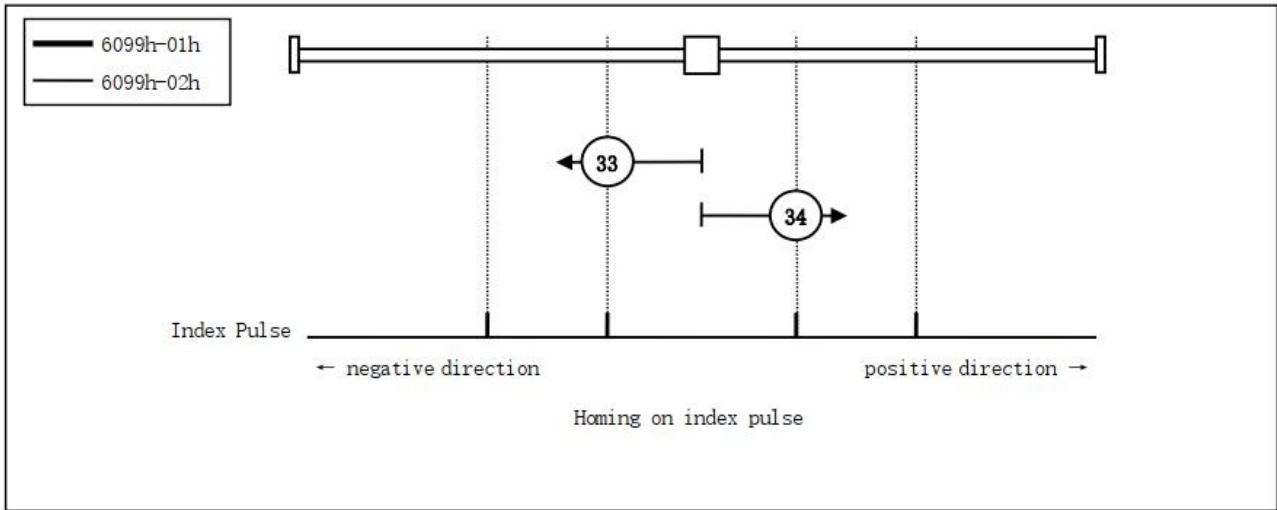 6099h-01h
6099h-02h
33
34
Index Pulse
← negative direction
positive direction →
Homing on index pulse